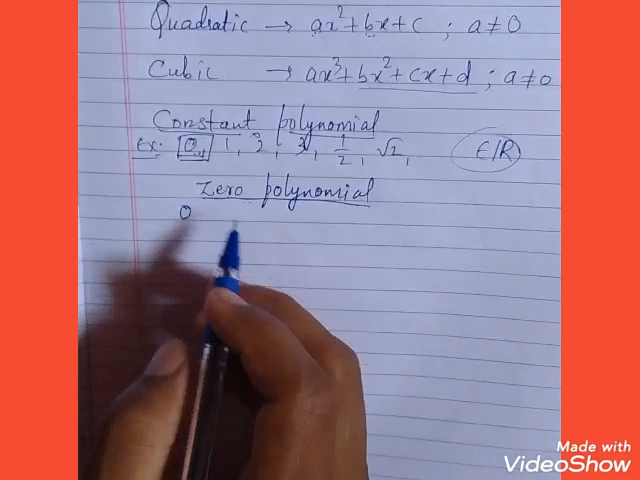 Quadratic → ax²+bx+c ; a≠0
Cubic → ax³+bx²+cx+d ; a≠0
Constant polynomial
Ex: 0, 1, 2, 3, 1/2, √2, ∈R
Zero polynomial
0
Made with
VideoShow